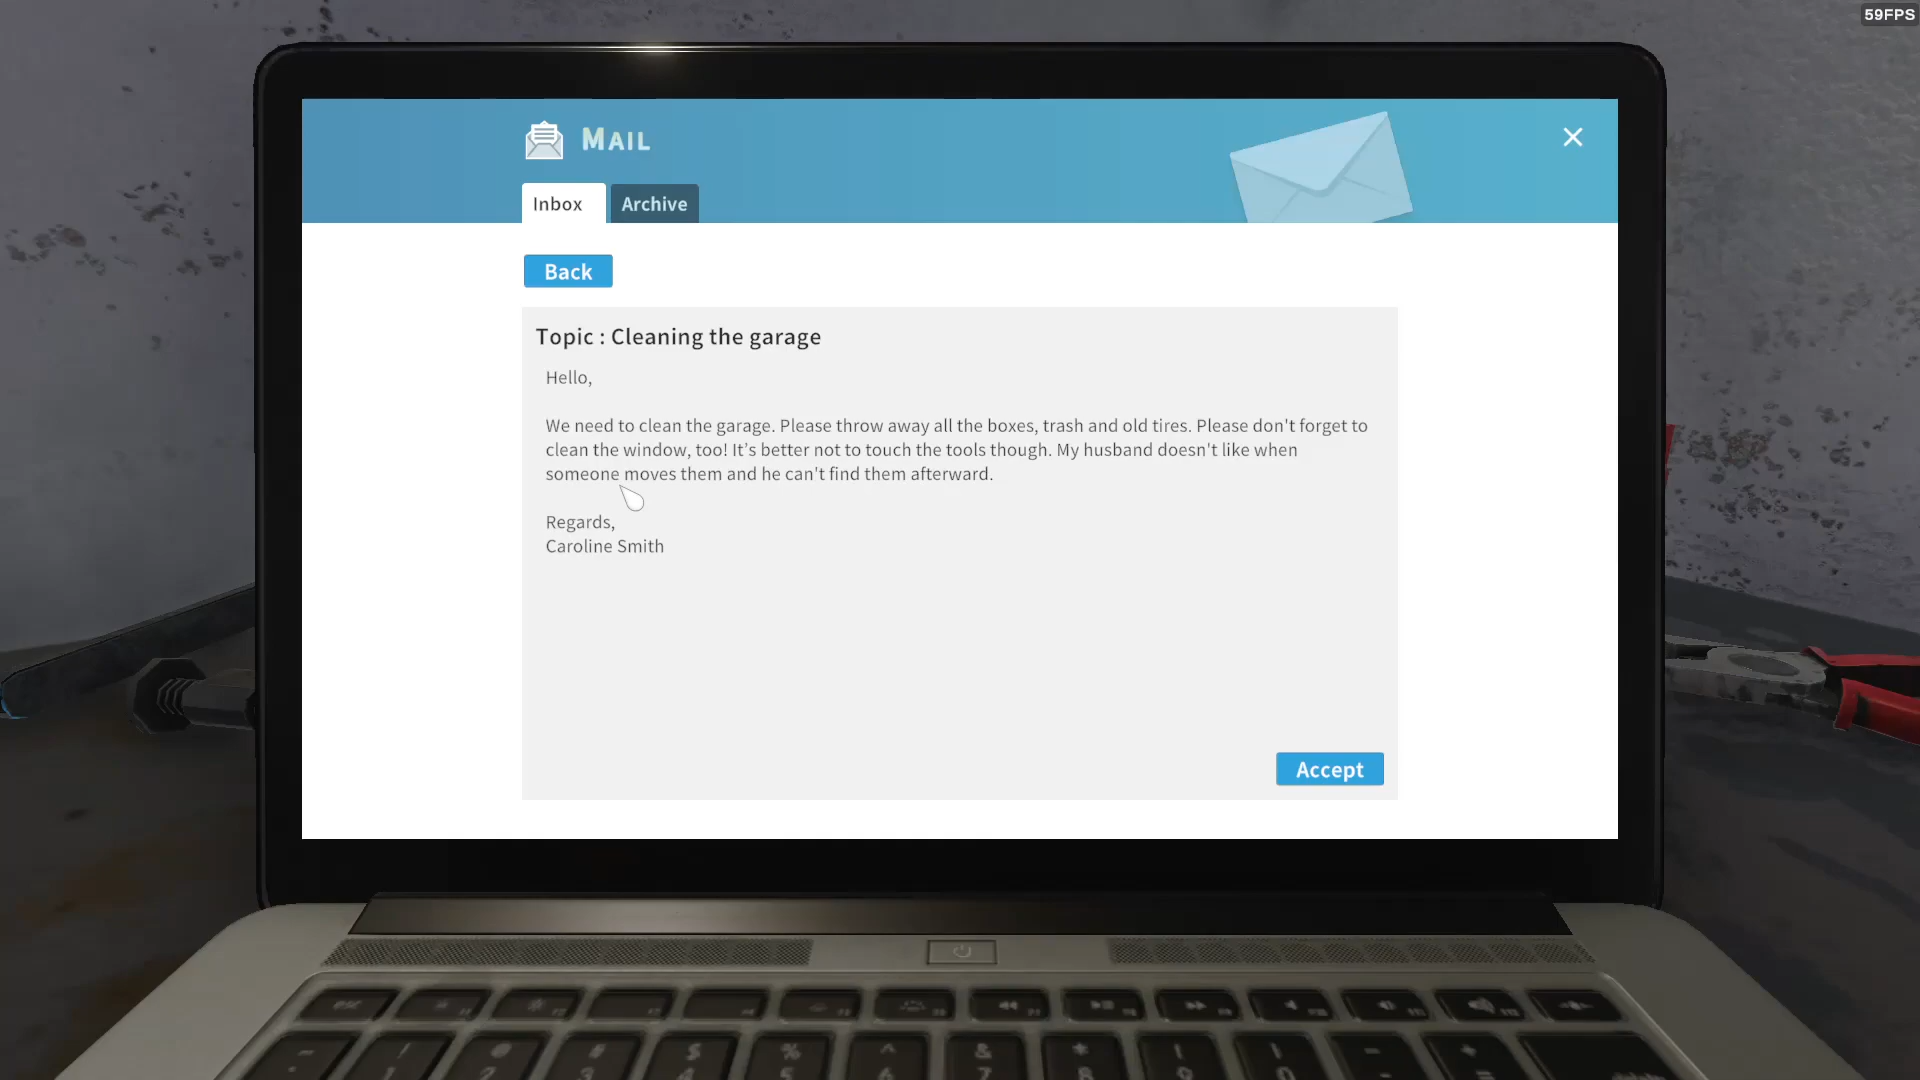 59FPS
MAIL
Inbox
Archive
Back
Topic : Cleaning the garage
Hello,
We need to clean the garage. Please throw away all the boxes, trash and old tires. Please don't forget to
clean the window, too! It’s better not to touch the tools though. My husband doesn't like when
someone moves them and he can't find them afterward.
Regards,
Caroline Smith
Accept